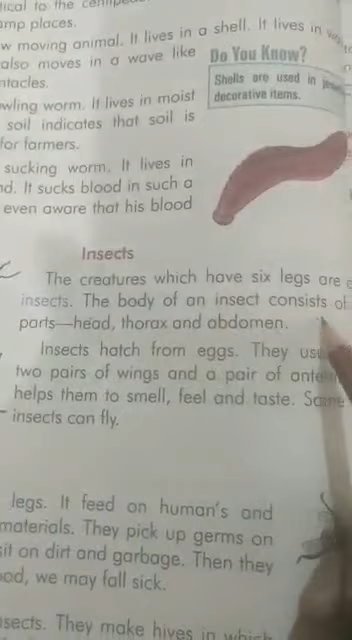 tical to the centipe
mp places.
w moving animal. It lives in a shell. It lives in
also moves in a wave like
ntacles.
Do You Know?
Shells are used in
decorative items.
wling worm. It lives in moist
soil indicates that soil is
for farmers.
sucking worm. It lives in
nd. It sucks blood in such a
even aware that his blood
Insects
The creatures which have six legs are
insects. The body of an insect consists of
parts—head, thorax and abdomen.
Insects hatch from eggs. They
two pairs of wings and a pair of
helps them to smell, feel and taste. Some
insects can fly.
legs. It feed on human's and
materials. They pick up germs on
sit on dirt and garbage. Then they
ood, we may fall sick.
nsects. They make hives in which